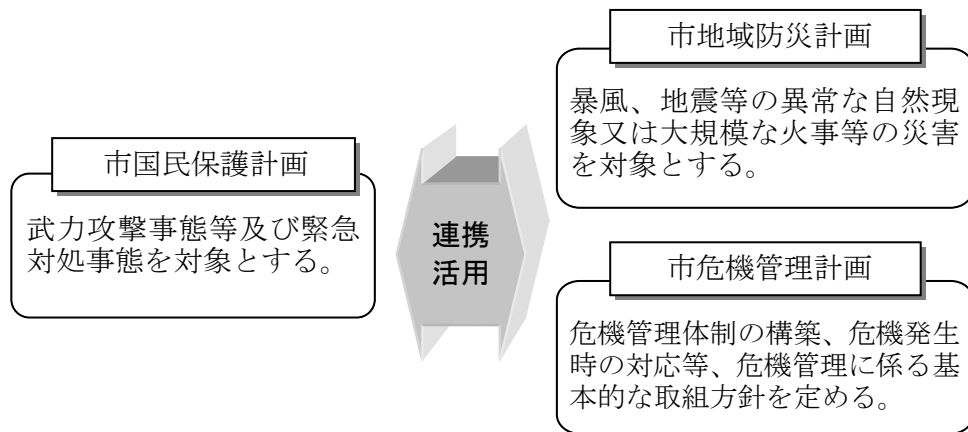 市国民保護計画
武力攻撃事態等及び緊急
対処事態を対象とする。
連携
活用
市地域防災計画
暴風、地震等の異常な自然現
象又は大規模な火事等の災害
を対象とする。
市危機管理計画
危機管理体制の構築、危機発生
時の対応等、危機管理に係る基
本的な取組方針を定める。